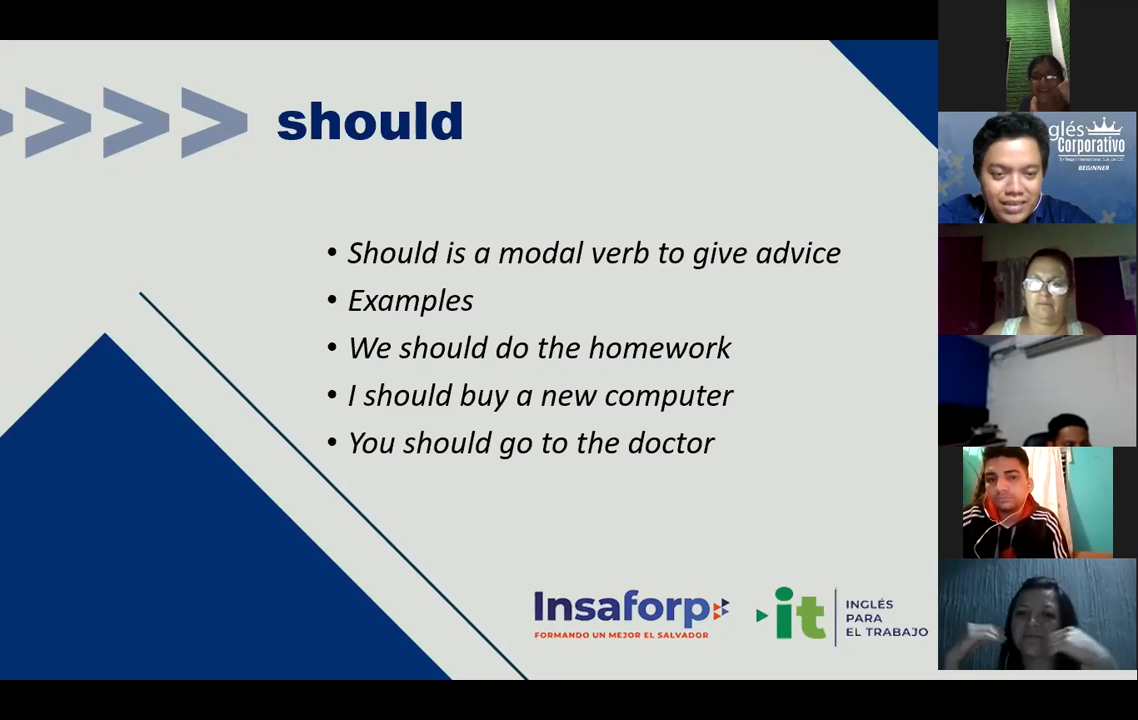 should
• Should is a modal verb to give advice
• Examples
• We should do the homework
• I should buy a new computer
• You should go to the doctor
Insaforp
FORMANDO UN MEJOR EL SALVADOR
it
INGLÉS
PARA
EL TRABAJO
glés
Corporativo
BEGINNER